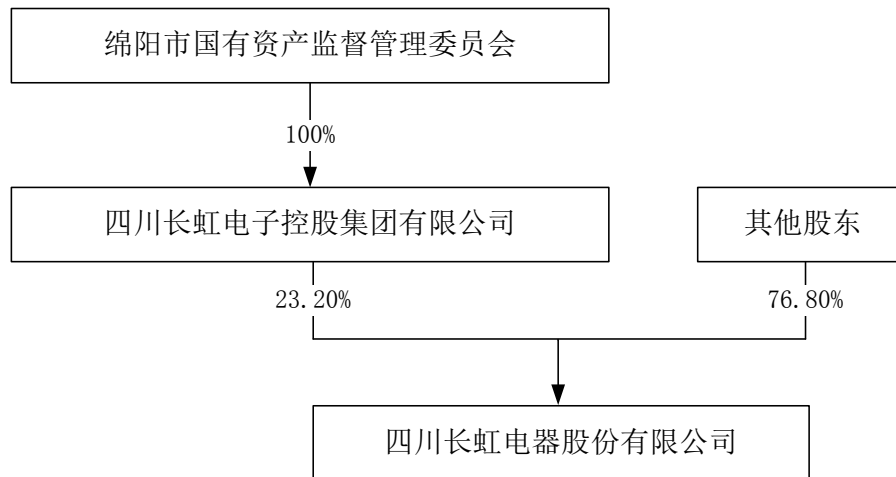 绵阳市国有资产监督管理委员会
100%
四川长虹电子控股集团有限公司
其他股东
23.20%
76.80%
四川长虹电器股份有限公司